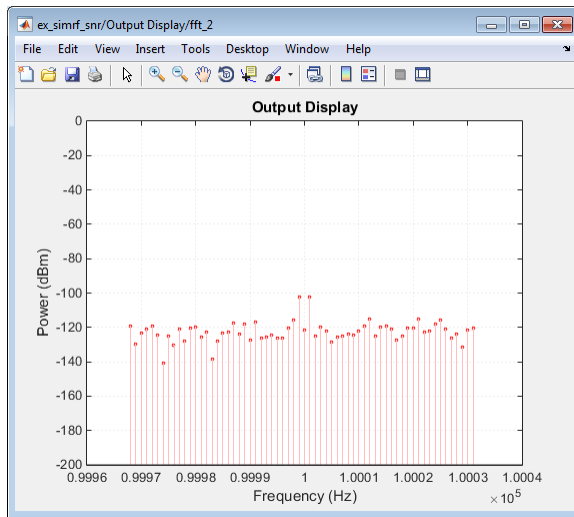 ex_simrf_snr/Output Display/fft_2
File Edit View Insert Tools Desktop Window Help
Output Display
0
-20
-40
-60
-80
-100
-120
-140
-160
-180
-200
Power (dBm)
0.9996 0.9997 0.9998 0.9999 1 1.0001 1.0002 1.0003 1.0004
Frequency (Hz)
×10^5